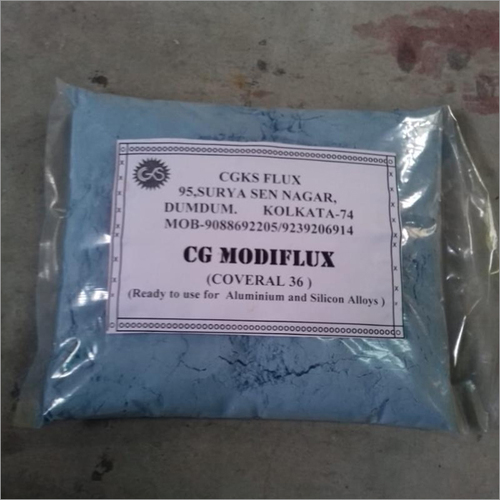 CGS
CGKS FLUX
95,SURYA SEN NAGAR,
DUMDUM. KOLKATA-74
MOB-9088692205/9239206914
CG MODIFLUX
(COVERAL 36 )
(Ready to use for Aluminium and Silicon Alloys )